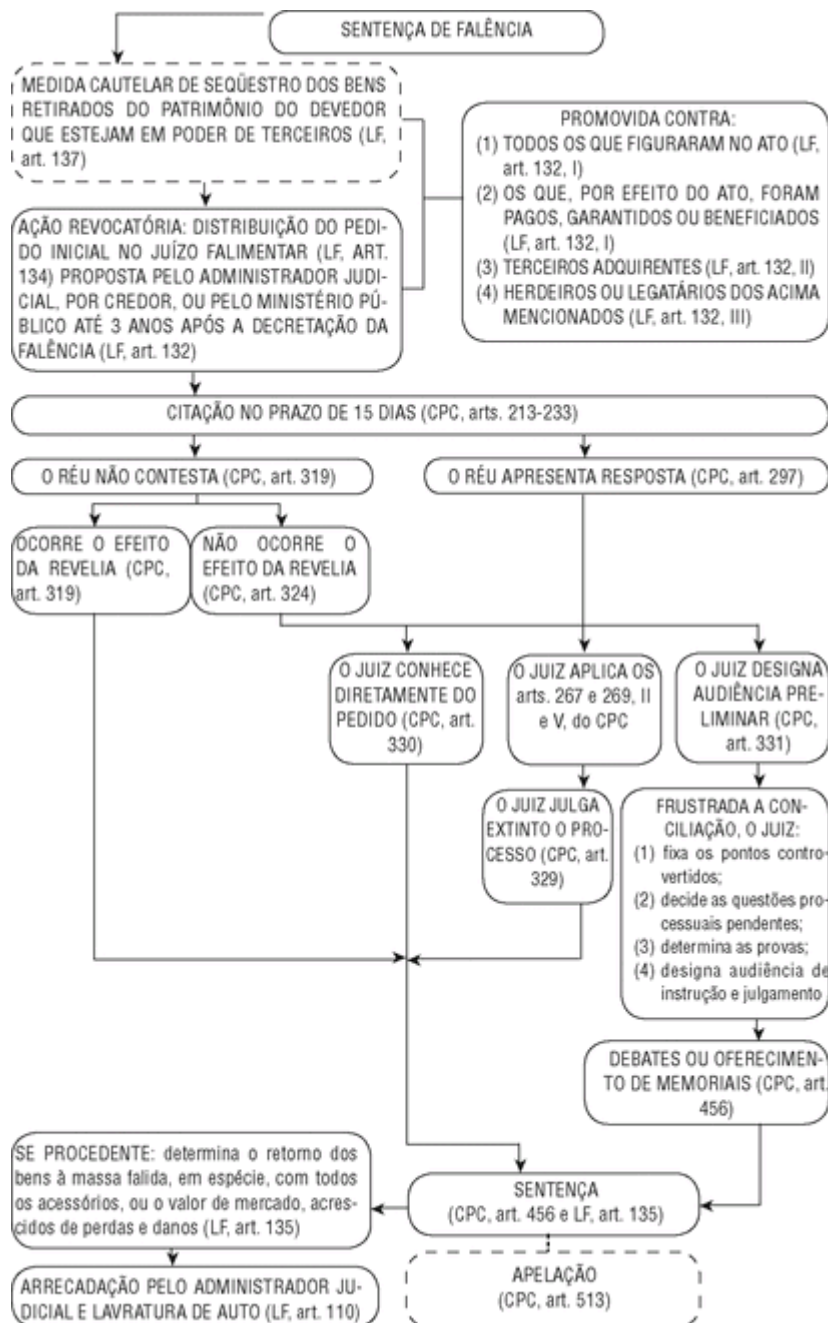 SENTENÇA DE FALÊNCIA
MEDIDA CAUTELAR DE SEQÜESTRO DOS BENS
RETIRADOS DO PATRIMÔNIO DO DEVEDOR
QUE ESTEJAM EM PODER DE TERCEIROS (LF,
art. 137)
PROMOVIDA CONTRA:
(1) TODOS OS QUE FIGURARAM NO ATO (LF,
art. 132, I)
(2) OS QUE, POR EFEITO DO ATO, FORAM
PAGOS, GARANTIDOS OU BENEFICIADOS
(LF, art. 132, I)
(3) TERCEIROS ADQUIRENTES (LF, art. 132, II)
(4) HERDEIROS OU LEGATÁRIOS DOS ACIMA
MENCIONADOS (LF, art. 132, III)
AÇÃO REVOCATÓRIA: DISTRIBUIÇÃO DO PEDI-
DO INICIAL NO JUÍZO FALIMENTAR (LF, ART.
134) PROPOSTA PELO ADMINISTRADOR JUDI-
CIAL, POR CREDOR, OU PELO MINISTÉRIO PÚ-
BLICO ATÉ 3 ANOS APÓS A DECRETAÇÃO DA
FALÊNCIA (LF, art. 132)
CITAÇÃO NO PRAZO DE 15 DIAS (CPC, arts. 213-233)
O RÉU NÃO CONTESTA (CPC, art. 319)
O RÉU APRESENTA RESPOSTA (CPC, art. 297)
OCORRE O EFEITO
DA REVELIA (CPC,
art. 319)
NÃO OCORRE O
EFEITO DA REVELIA
(CPC, art. 324)
O JUIZ CONHECE
DIRETAMENTE DO
PEDIDO (CPC, art.
330)
O JUIZ APLICA OS
arts. 267 e 269, II
e V, do CPC
O JUIZ DESIGNA
AUDIÊNCIA PRE-
LIMINAR (CPC,
art. 331)
O JUIZ JULGA
EXTINTO O PRO-
CESSO (CPC, art.
329)
FRUSTRADA A CON-
CILIAÇÃO, O JUIZ:
(1) fixa os pontos contro-
vertidos;
(2) decide as questões pro-
cessuais pendentes;
(3) determina as provas;
(4) designa audiência de
instrução e julgamento
DEBATES OU OFERECIMEN-
TO DE MEMORIAIS (CPC, art.
456)
SE PROCEDENTE: determina o retorno dos
bens à massa falida, em espécie, com todos
os acessórios, ou o valor de mercado, acres-
cidos de perdas e danos (LF, art. 135)
SENTENÇA
(CPC, art. 456 e LF, art. 135)
ARRECADAÇÃO PELO ADMINISTRADOR JU-
DICIAL E LAVRATURA DE AUTO (LF, art. 110)
APELAÇÃO
(CPC, art. 513)